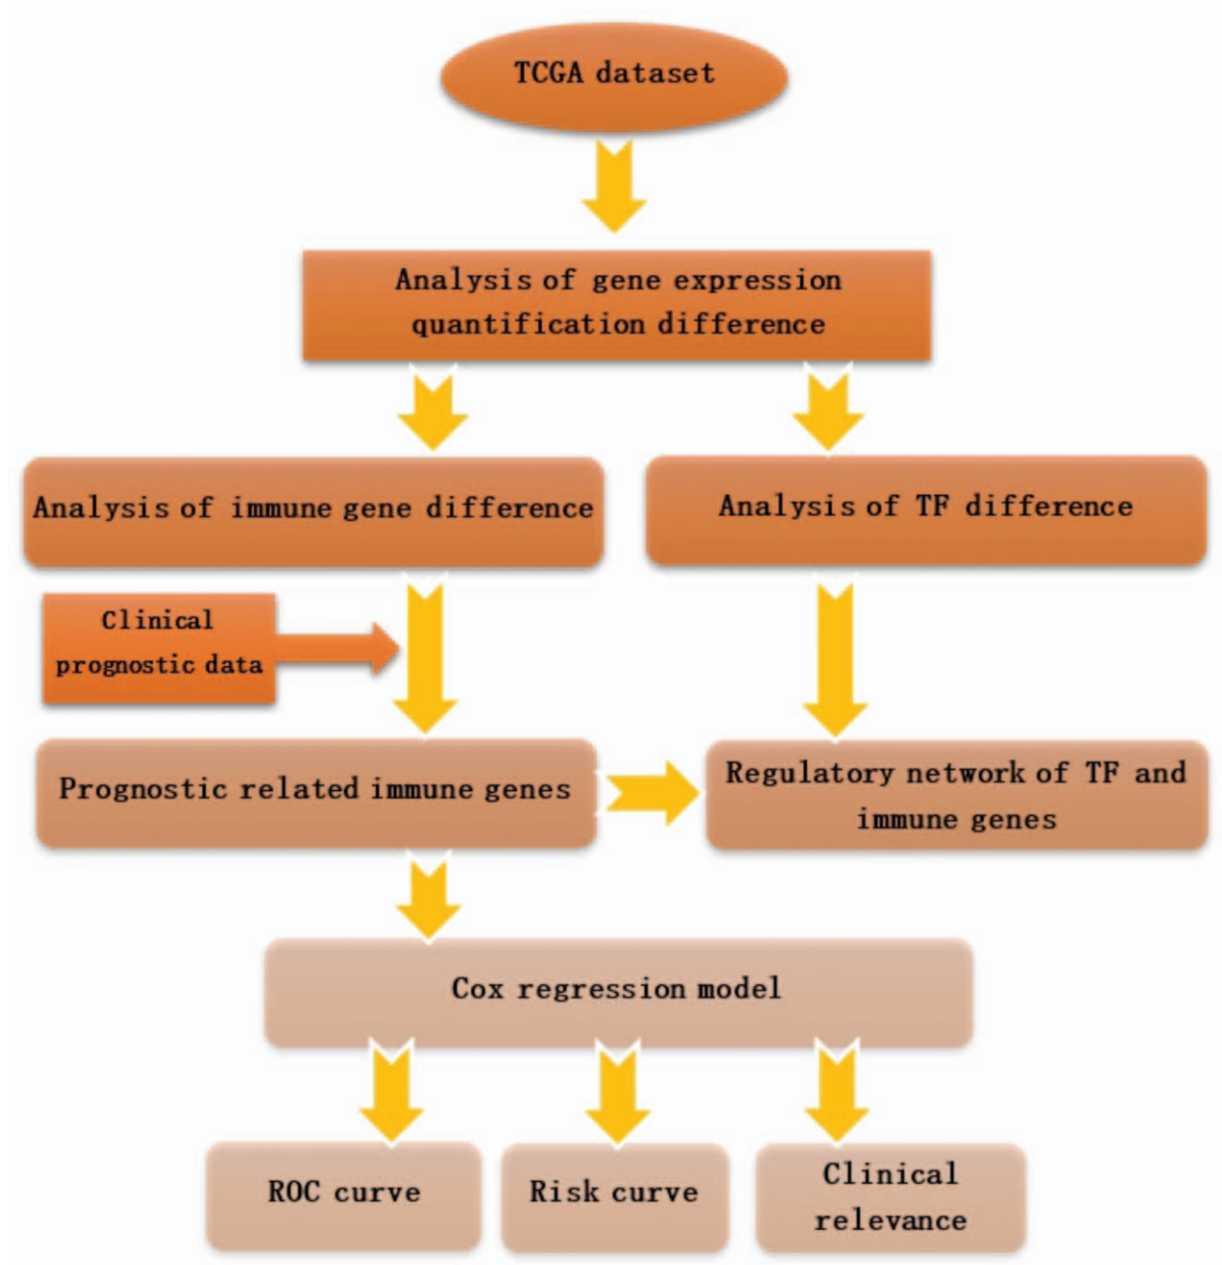 TCGA dataset
Analysis of gene expression
quantification difference
Analysis of immune gene difference
Analysis of TF difference
Clinical
prognostic data
Prognostic related immune genes
Regulatory network of TF and
immune genes
Cox regression model
ROC curve
Risk curve
Clinical
relevance